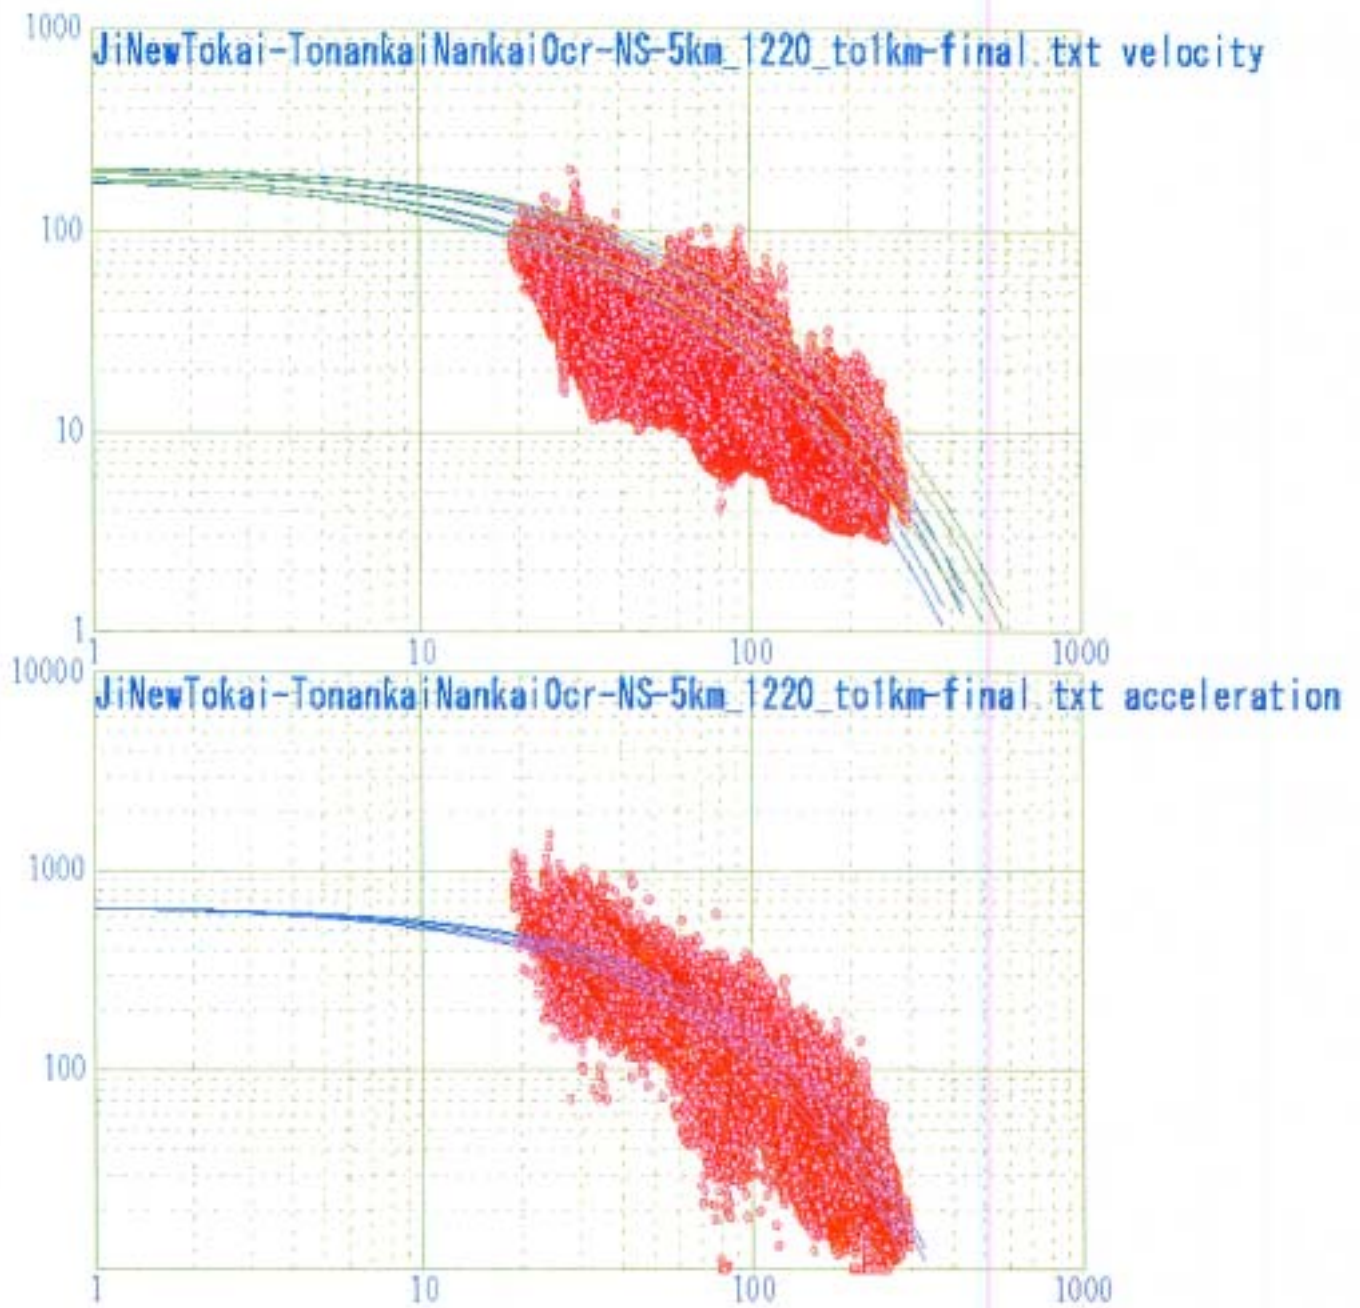 1000
JiNewTokai-TonankaiNankaiOcr-NS-5km_1220_to1km-final.txt velocity
100
10
1
1 10 100 1000
10000
JiNewTokai-TonankaiNankaiOcr-NS-5km_1220_to1km-final.txt acceleration
1000
100
1 10 100 1000